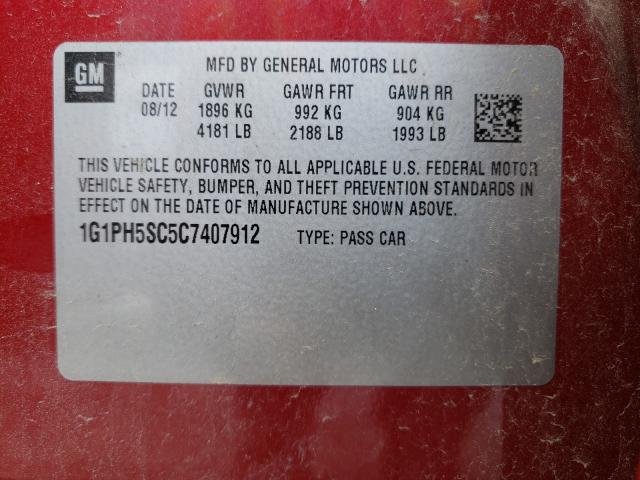 GM
MFD BY GENERAL MOTORS LLC
DATE GVWR GAWR FRT GAWR RR
08/12 1896 KG 992 KG 904 KG
4181 LB 2188 LB 1993 LB
THIS VEHICLE CONFORMS TO ALL APPLICABLE U.S. FEDERAL MOTOR
VEHICLE SAFETY, BUMPER, AND THEFT PREVENTION STANDARDS IN
EFFECT ON THE DATE OF MANUFACTURE SHOWN ABOVE.
1G1PH5SC5C7407912 TYPE: PASS CAR